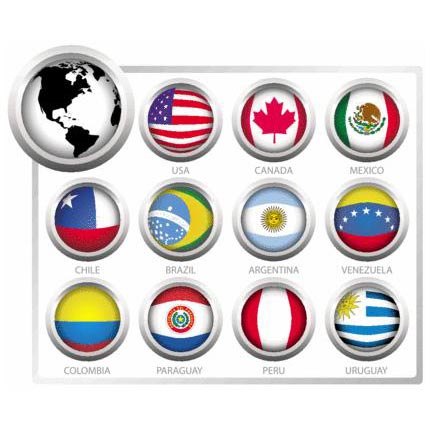 USA CANADA MEXICO
CHILE BRAZIL ARGENTINA VENEZUELA
COLOMBIA PARAGUAY PERU URUGUAY